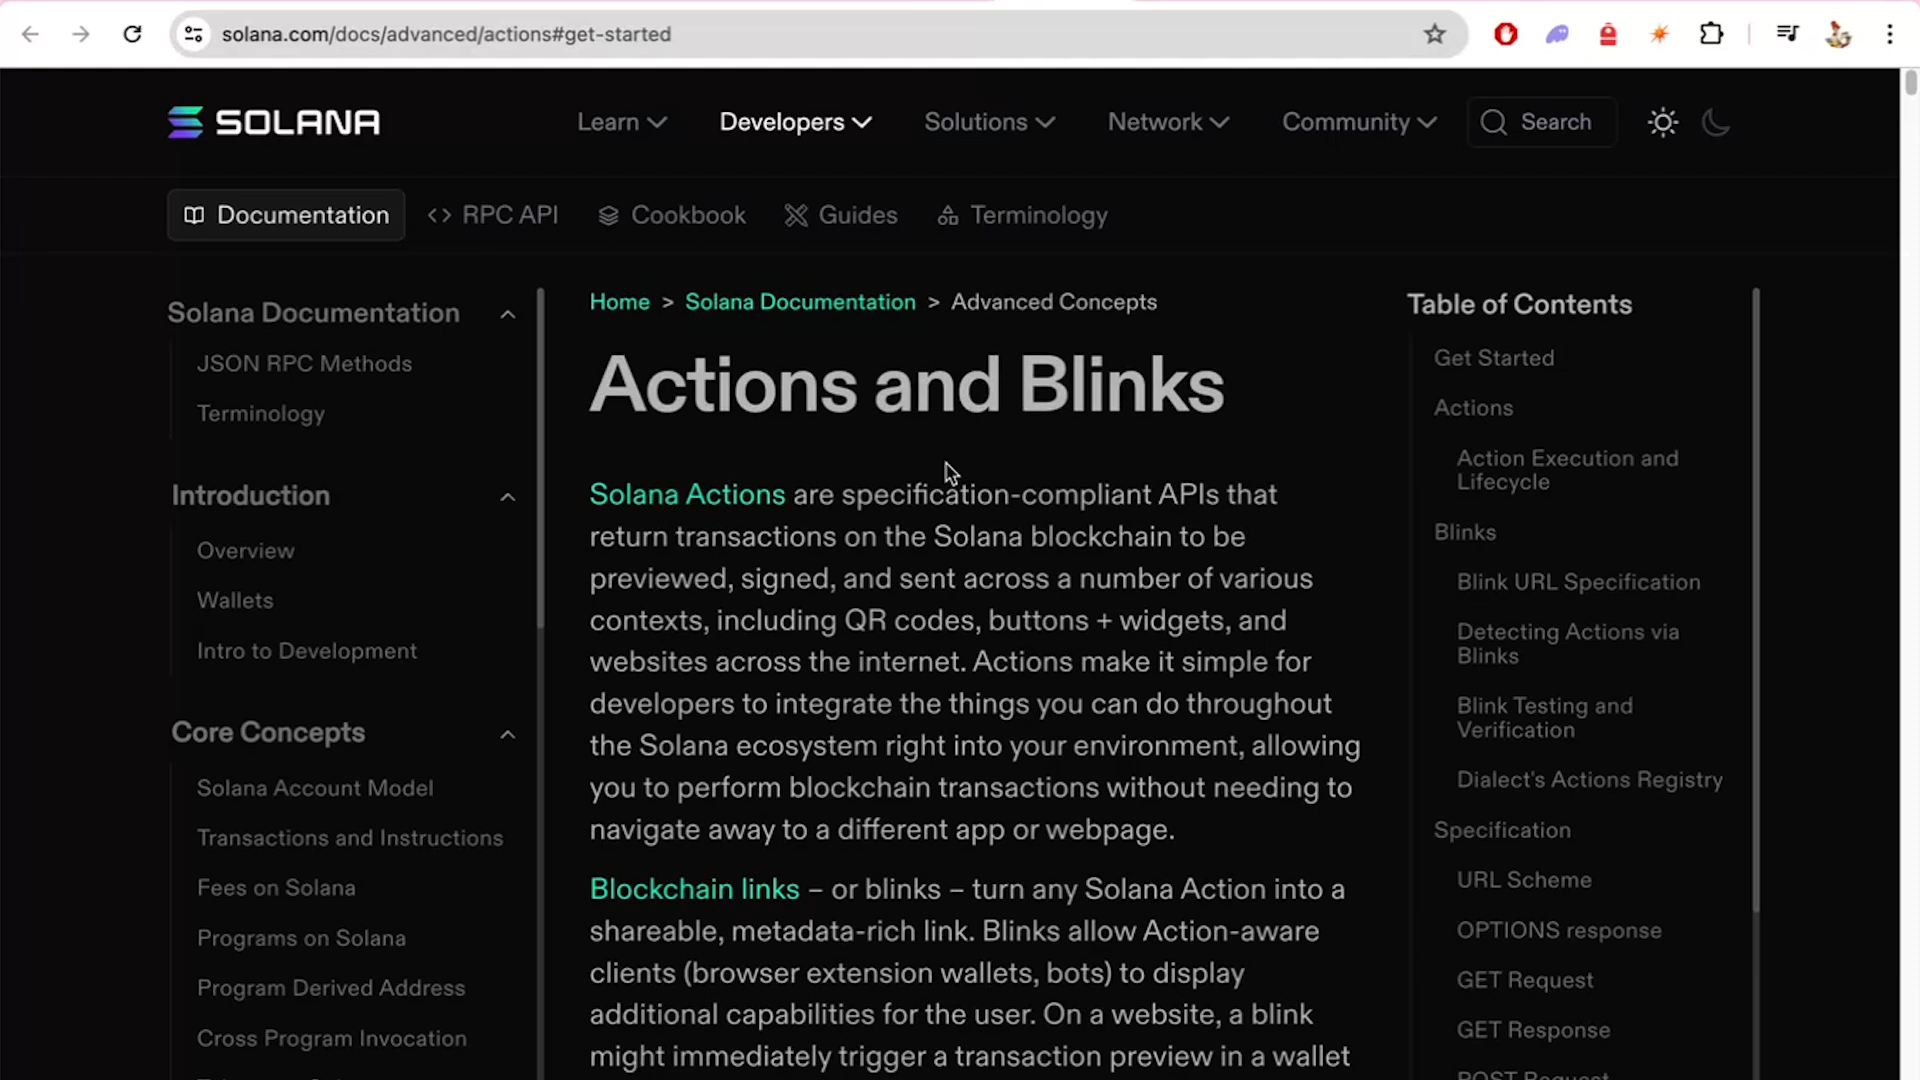 solana.com/docs/advanced/actions#get-started
SOLANA
Learn
Developers
Solutions
Network
Community
Search
Documentation
<> RPC API
Cookbook
Guides
Terminology
Solana Documentation
JSON RPC Methods
Terminology
Introduction
Overview
Wallets
Intro to Development
Core Concepts
Solana Account Model
Transactions and Instructions
Fees on Solana
Programs on Solana
Program Derived Address
Cross Program Invocation
Home > Solana Documentation > Advanced Concepts
Actions and Blinks
Solana Actions are specification-compliant APIs that
return transactions on the Solana blockchain to be
previewed, signed, and sent across a number of various
contexts, including QR codes, buttons + widgets, and
websites across the internet. Actions make it simple for
developers to integrate the things you can do throughout
the Solana ecosystem right into your environment, allowing
you to perform blockchain transactions without needing to
navigate away to a different app or webpage.
Blockchain links – or blinks – turn any Solana Action into a
shareable, metadata-rich link. Blinks allow Action-aware
clients (browser extension wallets, bots) to display
additional capabilities for the user. On a website, a blink
might immediately trigger a transaction preview in a wallet
Table of Contents
Get Started
Actions
Action Execution and
Lifecycle
Blinks
Blink URL Specification
Detecting Actions via
Blinks
Blink Testing and
Verification
Dialect's Actions Registry
Specification
URL Scheme
OPTIONS response
GET Request
GET Response
POST Request